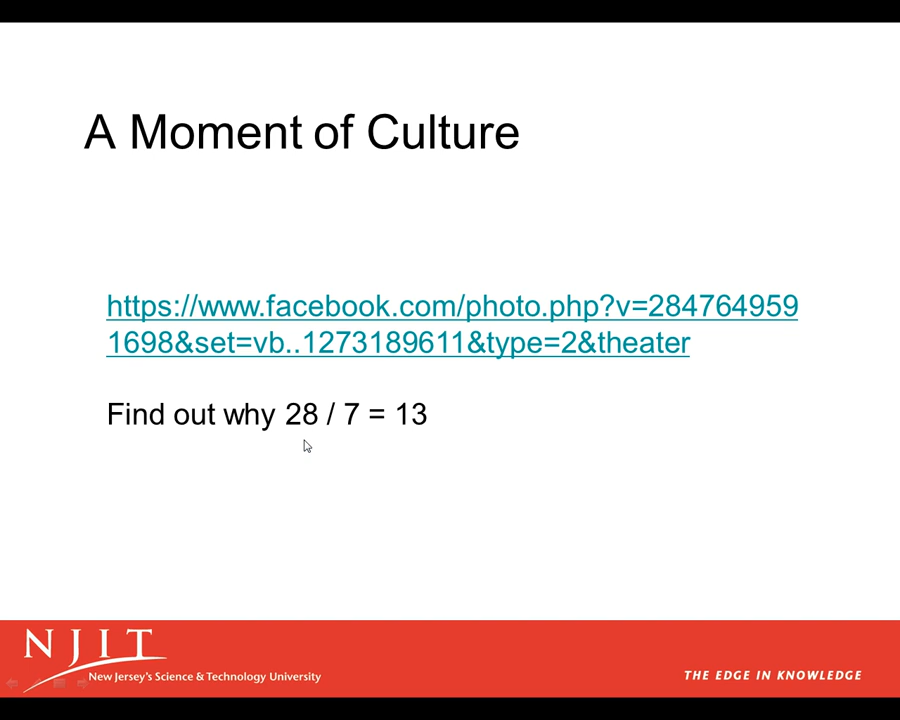 A Moment of Culture
https://www.facebook.com/photo.php?v=284764959
1698&set=vb..1273189611&type=2&theater
Find out why 28 / 7 = 13
NJIT
New Jersey's Science & Technology University
THE EDGE IN KNOWLEDGE